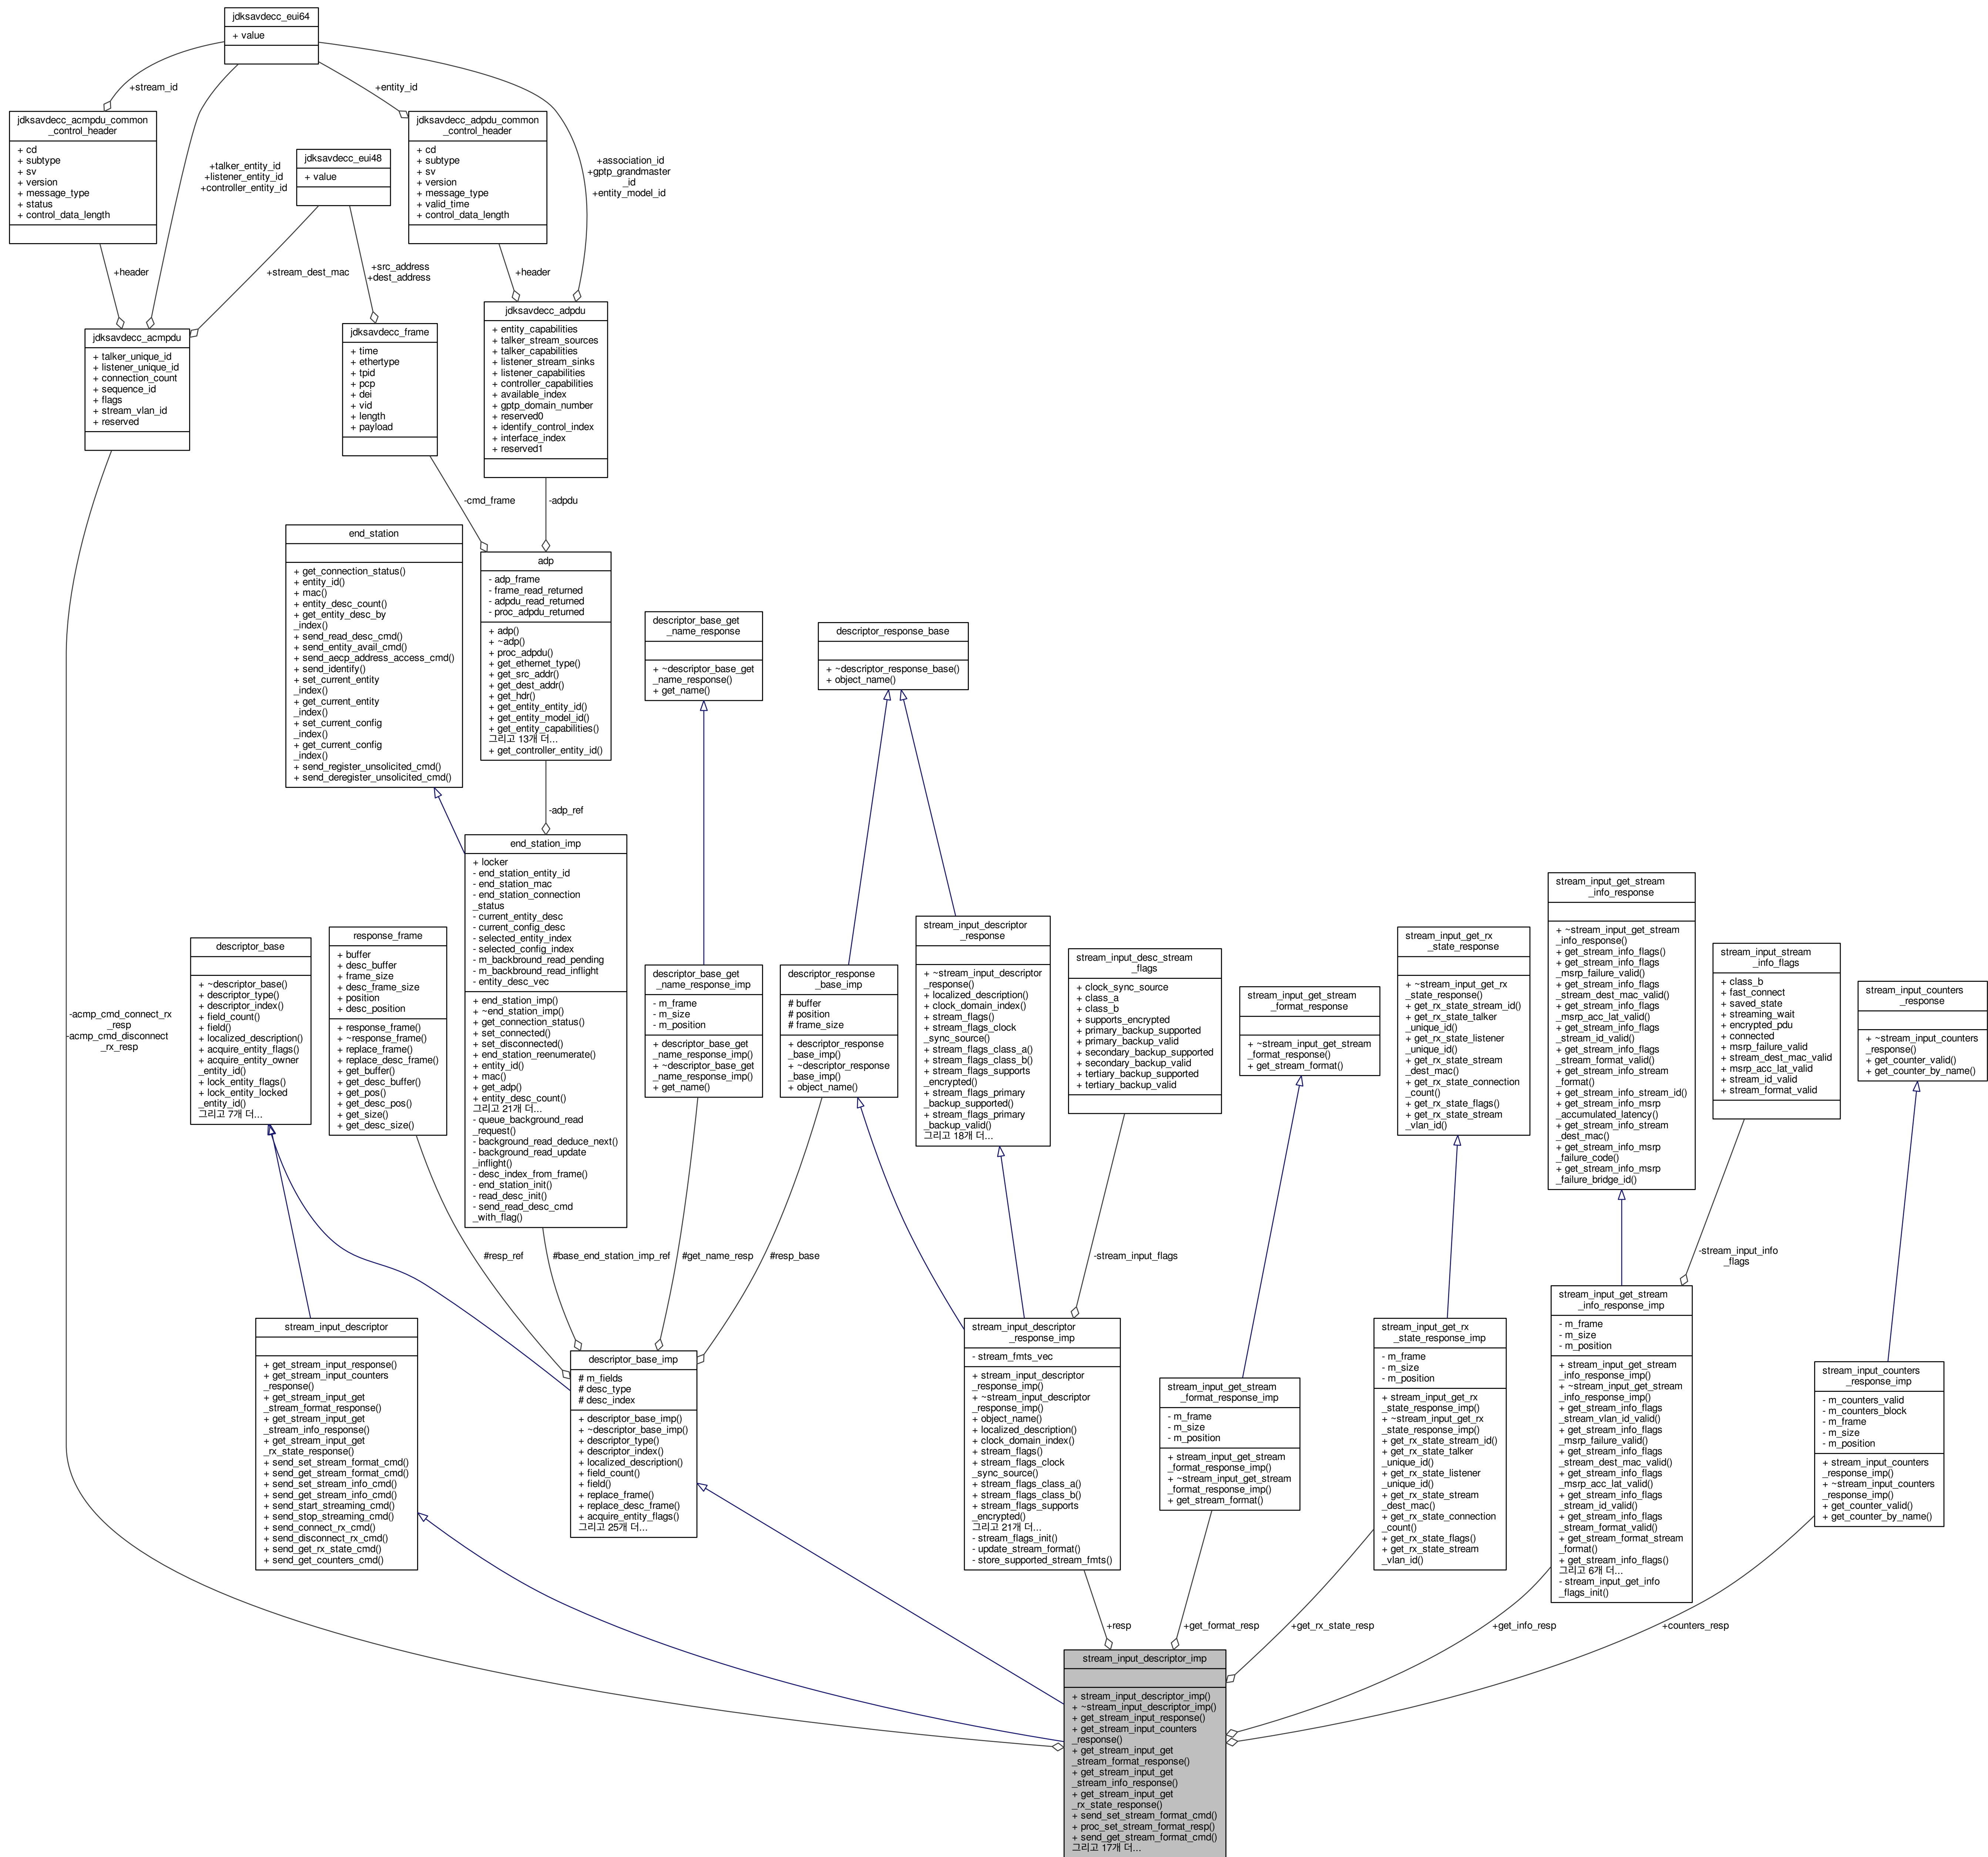 jdksavdecc_eui64
+ value
+stream_id
+entity_id
jdksavdecc_acmpdu_common
_control_header
+ cd
+ subtype
+ sv
+ version
+ message_type
+ status
+ control_data_length
+talker_entity_id
+listener_entity_id
+controller_entity_id
jdksavdecc_eui48
+ value
jdksavdecc_adpdu_common
_control_header
+ cd
+ subtype
+ sv
+ version
+ message_type
+ valid_time
+ control_data_length
+association_id
+gptp_grandmaster
_id
+entity_model_id
+header
+stream_dest_mac
+src_address
+dest_address
+header
jdksavdecc_acmpdu
+ talker_unique_id
+ listener_unique_id
+ connection_count
+ sequence_id
+ flags
+ stream_vlan_id
+ reserved
jdksavdecc_frame
+ time
+ ethertype
+ tpid
+ pcp
+ dei
+ vid
+ length
+ payload
jdksavdecc_adpdu
+ entity_capabilities
+ talker_stream_sources
+ talker_capabilities
+ listener_stream_sinks
+ listener_capabilities
+ controller_capabilities
+ available_index
+ gptp_domain_number
+ reserved0
+ identify_control_index
+ interface_index
+ reserved1
-cmd_frame
-adpdu
end_station
+ get_connection_status()
+ entity_id()
+ mac()
+ entity_desc_count()
+ get_entity_desc_by
_index()
+ send_read_desc_cmd()
+ send_entity_avail_cmd()
+ send_aecp_address_access_cmd()
+ send_identify()
+ set_current_entity
_index()
+ get_current_entity
_index()
+ set_current_config
_index()
+ get_current_config
_index()
+ send_register_unsolicited_cmd()
+ send_deregister_unsolicited_cmd()
adp
- adp_frame
- frame_read_returned
- adpdu_read_returned
- proc_adpdu_returned
+ adp()
+ ~adp()
+ proc_adpdu()
+ get_ethernet_type()
+ get_src_addr()
+ get_dest_addr()
+ get_hdr()
+ get_entity_entity_id()
+ get_entity_model_id()
+ get_entity_capabilities()
그리고 13개 더...
+ get_controller_entity_id()
descriptor_base_get
_name_response
+ ~descriptor_base_get
_name_response()
+ get_name()
descriptor_response_base
+ ~descriptor_response_base()
+ object_name()
-adp_ref
-acmp_cmd_connect_rx
_resp
-acmp_cmd_disconnect
_rx_resp
descriptor_base
+ ~descriptor_base()
+ descriptor_type()
+ descriptor_index()
+ field_count()
+ field()
+ localized_description()
+ acquire_entity_flags()
+ acquire_entity_owner
_entity_id()
+ lock_entity_flags()
+ lock_entity_locked
_entity_id()
그리고 7개 더...
response_frame
+ buffer
+ desc_buffer
+ frame_size
+ desc_frame_size
+ position
+ desc_position
+ response_frame()
+ ~response_frame()
+ replace_frame()
+ replace_desc_frame()
+ get_buffer()
+ get_desc_buffer()
+ get_pos()
+ get_desc_pos()
+ get_size()
+ get_desc_size()
end_station_imp
+ locker
- end_station_entity_id
- end_station_mac
- end_station_connection
_status
- current_entity_desc
- current_config_desc
- selected_entity_index
- selected_config_index
- m_backbround_read_pending
- m_backbround_read_inflight
- entity_desc_vec
+ end_station_imp()
+ ~end_station_imp()
+ get_connection_status()
+ set_connected()
+ set_disconnected()
+ end_station_reenumerate()
+ entity_id()
+ mac()
+ get_adp()
+ entity_desc_count()
그리고 21개 더...
- queue_background_read
_request()
- background_read_deduce_next()
- background_read_update
_inflight()
- desc_index_from_frame()
- end_station_init()
- read_desc_init()
- send_read_desc_cmd
_with_flag()
descriptor_base_get
_name_response_imp
- m_frame
- m_size
- m_position
+ descriptor_base_get
_name_response_imp()
+ ~descriptor_base_get
_name_response_imp()
+ get_name()
descriptor_response
_base_imp
# buffer
# position
# frame_size
+ descriptor_response
_base_imp()
+ ~descriptor_response
_base_imp()
+ object_name()
stream_input_descriptor
_response
+ ~stream_input_descriptor
_response()
+ localized_description()
+ clock_domain_index()
+ stream_flags()
+ stream_flags_clock
_sync_source()
+ stream_flags_class_a()
+ stream_flags_class_b()
+ stream_flags_supports
_encrypted()
+ stream_flags_primary
_backup_supported()
+ stream_flags_primary
_backup_valid()
그리고 18개 더...
stream_input_desc_stream
_flags
+ clock_sync_source
+ class_a
+ class_b
+ supports_encrypted
+ primary_backup_supported
+ primary_backup_valid
+ secondary_backup_supported
+ secondary_backup_valid
+ tertiary_backup_supported
+ tertiary_backup_valid
stream_input_get_stream
_format_response
+ ~stream_input_get_stream
_format_response()
+ get_stream_format()
stream_input_get_rx
_state_response
+ ~stream_input_get_rx
_state_response()
+ get_rx_state_stream_id()
+ get_rx_state_talker
_unique_id()
+ get_rx_state_listener
_unique_id()
+ get_rx_state_stream
_dest_mac()
+ get_rx_state_connection
_count()
+ get_rx_state_flags()
+ get_rx_state_stream
_vlan_id()
stream_input_get_stream
_info_response
+ ~stream_input_get_stream
_info_response()
+ get_stream_info_flags()
+ get_stream_info_flags
_msrp_failure_valid()
+ get_stream_info_flags
_stream_dest_mac_valid()
+ get_stream_info_flags
_msrp_acc_lat_valid()
+ get_stream_info_flags
_stream_id_valid()
+ get_stream_info_flags
_stream_format_valid()
+ get_stream_info_stream
_format()
+ get_stream_info_stream_id()
+ get_stream_info_msrp
_accumulated_latency()
+ get_stream_info_stream
_dest_mac()
+ get_stream_info_msrp
_failure_code()
+ get_stream_info_msrp
_failure_bridge_id()
stream_input_stream
_info_flags
+ class_b
+ fast_connect
+ saved_state
+ streaming_wait
+ encrypted_pdu
+ connected
+ msrp_failure_valid
+ stream_dest_mac_valid
+ msrp_acc_lat_valid
+ stream_id_valid
+ stream_format_valid
stream_input_counters
_response
+ ~stream_input_counters
_response()
+ get_counter_valid()
+ get_counter_by_name()
#resp_ref
#base_end_station_imp_ref
#get_name_resp
#resp_base
-stream_input_flags
-stream_input_info
_flags
stream_input_descriptor
+ get_stream_input_response()
+ get_stream_input_counters
_response()
+ get_stream_input_get
_stream_format_response()
+ get_stream_input_get
_stream_info_response()
+ get_stream_input_get
_rx_state_response()
+ send_set_stream_format_cmd()
+ send_get_stream_format_cmd()
+ send_set_stream_info_cmd()
+ send_get_stream_info_cmd()
+ send_start_streaming_cmd()
+ send_stop_streaming_cmd()
+ send_connect_rx_cmd()
+ send_disconnect_rx_cmd()
+ send_get_rx_state_cmd()
+ send_get_counters_cmd()
descriptor_base_imp
# m_fields
# desc_type
# desc_index
+ descriptor_base_imp()
+ ~descriptor_base_imp()
+ descriptor_type()
+ descriptor_index()
+ localized_description()
+ field_count()
+ field()
+ replace_frame()
+ replace_desc_frame()
+ acquire_entity_flags()
그리고 25개 더...
stream_input_descriptor
_response_imp
- stream_fmts_vec
+ stream_input_descriptor
_response_imp()
+ ~stream_input_descriptor
_response_imp()
+ object_name()
+ localized_description()
+ clock_domain_index()
+ stream_flags()
+ stream_flags_clock
_sync_source()
+ stream_flags_class_a()
+ stream_flags_class_b()
+ stream_flags_supports
_encrypted()
그리고 21개 더...
- stream_flags_init()
- update_stream_format()
- store_supported_stream_fmts()
stream_input_get_stream
_format_response_imp
- m_frame
- m_size
- m_position
+ stream_input_get_stream
_format_response_imp()
+ ~stream_input_get_stream
_format_response_imp()
+ get_stream_format()
stream_input_get_rx
_state_response_imp
- m_frame
- m_size
- m_position
+ stream_input_get_rx
_state_response_imp()
+ ~stream_input_get_rx
_state_response_imp()
+ get_rx_state_stream_id()
+ get_rx_state_talker
_unique_id()
+ get_rx_state_listener
_unique_id()
+ get_rx_state_stream
_dest_mac()
+ get_rx_state_connection
_count()
+ get_rx_state_flags()
+ get_rx_state_stream
_vlan_id()
stream_input_get_stream
_info_response_imp
- m_frame
- m_size
- m_position
+ stream_input_get_stream
_info_response_imp()
+ ~stream_input_get_stream
_info_response_imp()
+ get_stream_info_flags
_stream_vlan_id_valid()
+ get_stream_info_flags
_msrp_failure_valid()
+ get_stream_info_flags
_stream_dest_mac_valid()
+ get_stream_info_flags
_msrp_acc_lat_valid()
+ get_stream_info_flags
_stream_id_valid()
+ get_stream_info_flags
_stream_format_valid()
+ get_stream_format_stream
_format()
+ get_stream_info_flags()
그리고 6개 더...
- stream_input_get_info
_flags_init()
stream_input_counters
_response_imp
- m_counters_valid
- m_counters_block
- m_frame
- m_size
- m_position
+ stream_input_counters
_response_imp()
+ ~stream_input_counters
_response_imp()
+ get_counter_valid()
+ get_counter_by_name()
+resp
+get_format_resp
+get_rx_state_resp
+get_info_resp
+counters_resp
stream_input_descriptor_imp
+ stream_input_descriptor_imp()
+ ~stream_input_descriptor_imp()
+ get_stream_input_response()
+ get_stream_input_counters
_response()
+ get_stream_input_get
_stream_format_response()
+ get_stream_input_get
_stream_info_response()
+ get_stream_input_get
_rx_state_response()
+ send_set_stream_format_cmd()
+ proc_set_stream_format_resp()
+ send_get_stream_format_cmd()
그리고 17개 더...